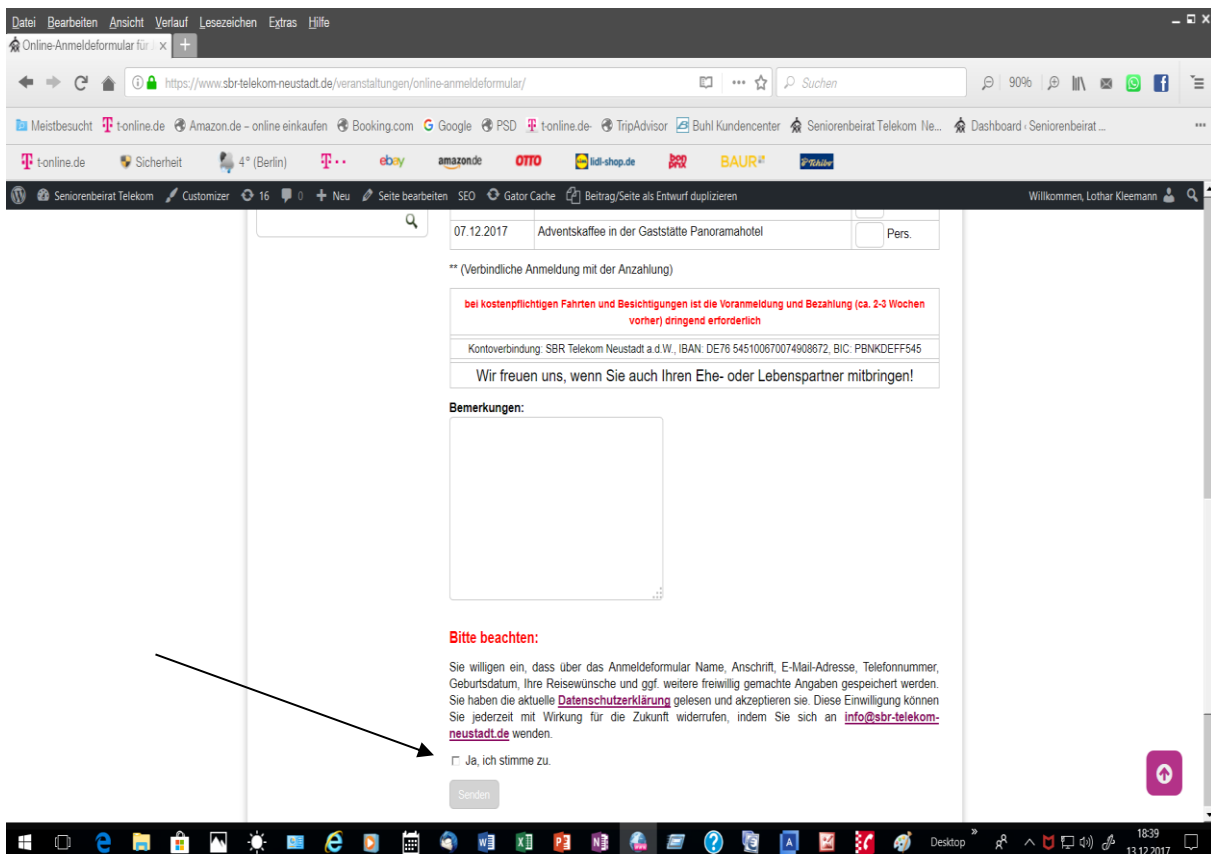 Datei Bearbeiten Ansicht Verlauf Lesezeichen Extras Hilfe
Online-Anmeldeformular für
https://www.sbr-telekom-neustadt.de/veranstaltungen/online-anmeldeformular/
Suchen
90%
Meistbesucht t-online.de Amazon.de – online einkaufen Booking.com Google PSD t-online.de- TripAdvisor Buhl Kundencenter Seniorenbeirat Telekom Ne... Dashboard ‹ Seniorenbeirat ...
t-online.de Sicherheit 4° (Berlin) T·· ebay amazonde OTTO lidl-shop.de bon prix BAUR Tchibo
Seniorenbeirat Telekom Customizer 16 0 + Neu Seite bearbeiten SEO Gator Cache Beitrag/Seite als Entwurf duplizieren Willkommen, Lothar Kleemann
07.12.2017 Adventskaffee in der Gaststätte Panoramahotel Pers.
** (Verbindliche Anmeldung mit der Anzahlung)
bei kostenpflichtigen Fahrten und Besichtigungen ist die Voranmeldung und Bezahlung (ca. 2-3 Wochen
vorher) dringend erforderlich
Kontoverbindung: SBR Telekom Neustadt a.d.W., IBAN: DE76 545100670074908672, BIC: PBNKDEFF545
Wir freuen uns, wenn Sie auch Ihren Ehe- oder Lebenspartner mitbringen!
Bemerkungen:
Bitte beachten:
Sie willigen ein, dass über das Anmeldeformular Name, Anschrift, E-Mail-Adresse, Telefonnummer,
Geburtsdatum, Ihre Reisewünsche und ggf. weitere freiwillig gemachte Angaben gespeichert werden.
Sie haben die aktuelle Datenschutzerklärung gelesen und akzeptieren sie. Diese Einwilligung können
Sie jederzeit mit Wirkung für die Zukunft widerrufen, indem Sie sich an info@sbr-telekom-
neustadt.de wenden.
Ja, ich stimme zu.
Senden
Desktop
18:39
13.12.2017